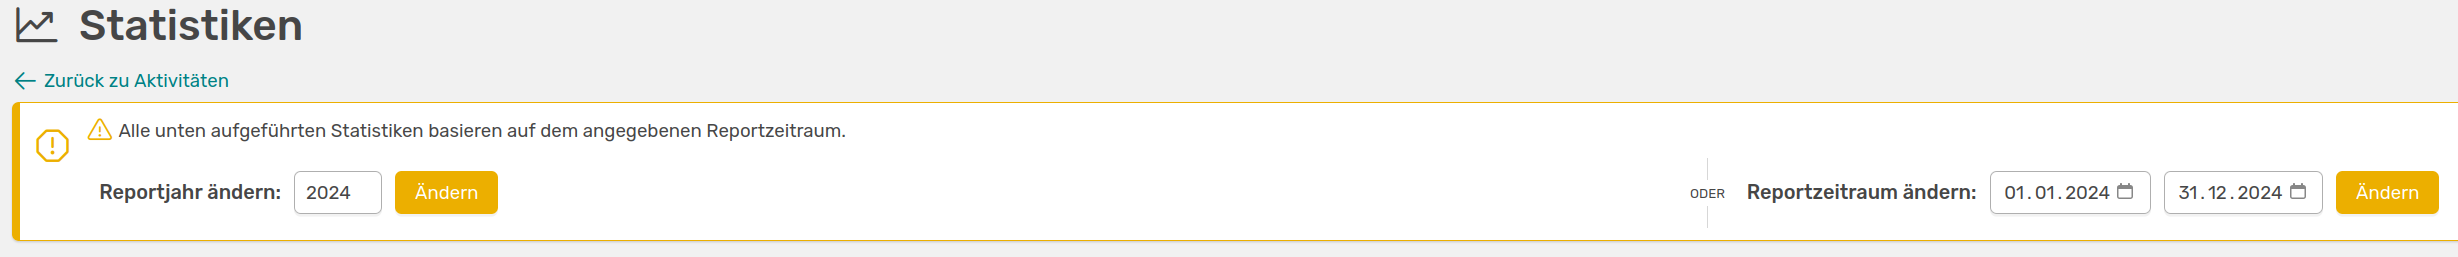 Statistiken
Zurück zu Aktivitäten
Alle unten aufgeführten Statistiken basieren auf dem angegebenen Reportzeitraum.
Reportjahr ändern: 2024 Ändern ODER Reportzeitraum ändern: 01.01.2024 31.12.2024 Ändern